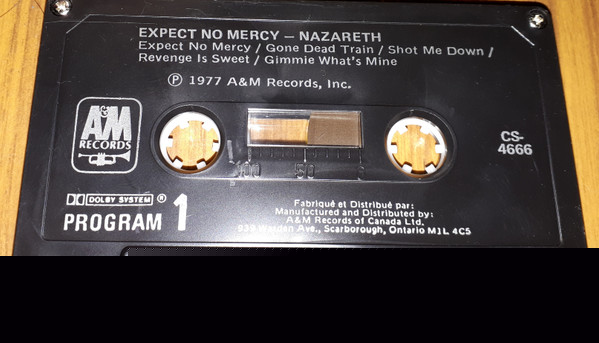 EXPECT NO MERCY – NAZARETH
Expect No Mercy / Gone Dead Train / Shot Me Down /
Revenge Is Sweet / Gimmie What's Mine
℗ 1977 A&M Records, Inc.
A&M
RECORDS
CS-
4666
100 50
DOLBY SYSTEM ®
PROGRAM 1
Fabriqué et Distribué par:
Manufactured and Distributed by:
A&M Records of Canada Ltd.
Ave., Scarborough, Ontario M1L 4C5